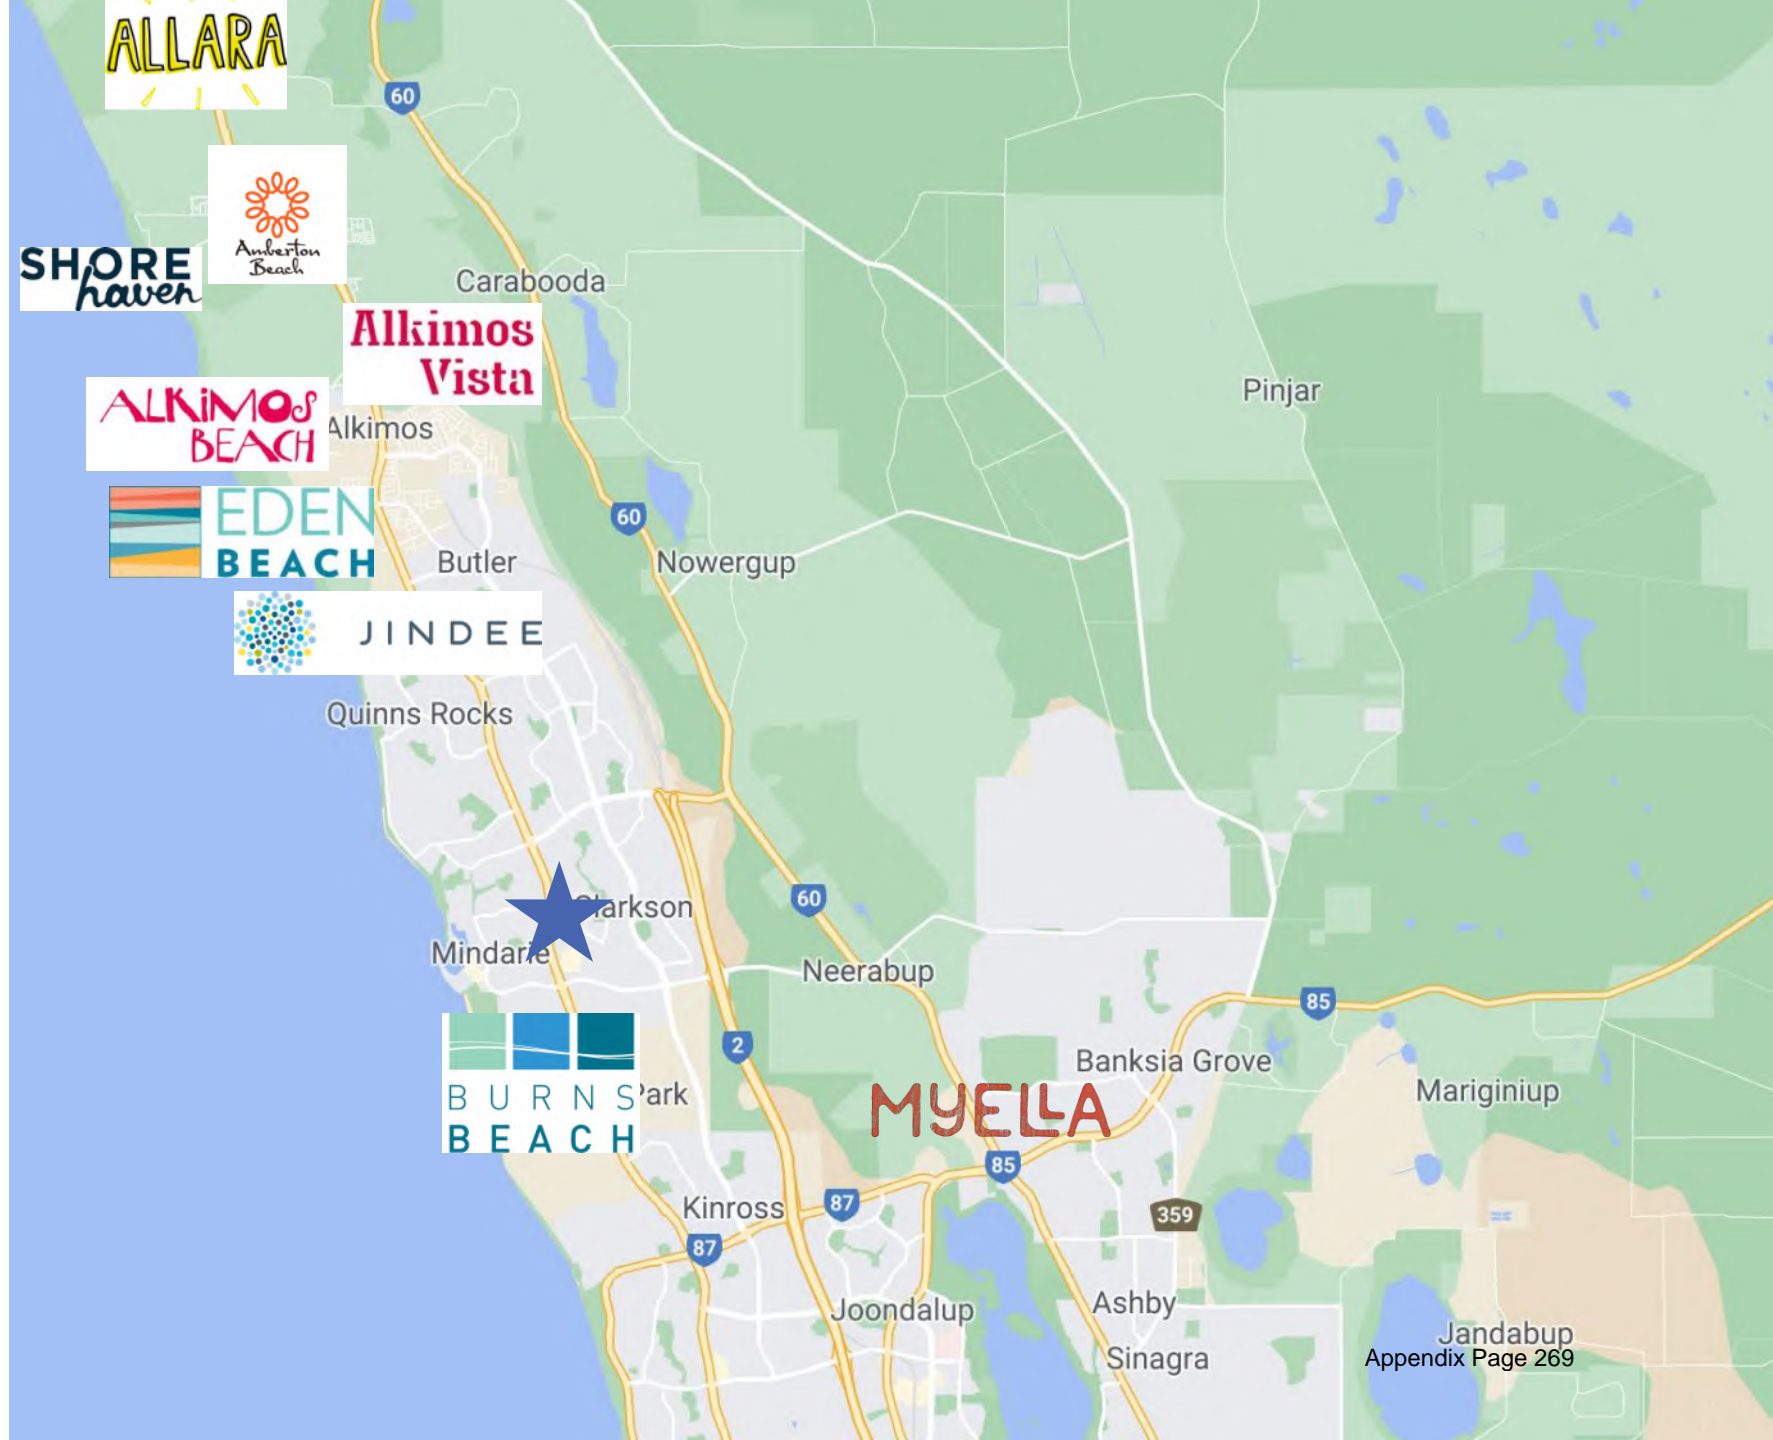 ALLARA
60
Amberton
Beach
SHORE
haven
Carabooda
Alkimos
Vista
Pinjar
ALKiMOS
BEACH
Alkimos
EDEN
BEACH
60
Butler
Nowergup
JINDEE
Quinns Rocks
60
Clarkson
Mindarie
Neerabup
85
2
Banksia Grove
BURNS
BEACH
Park
MYELLA
Mariginiup
85
87
Kinross
359
87
Joondalup
Ashby
Sinagra
Jandabup
Appendix Page 269